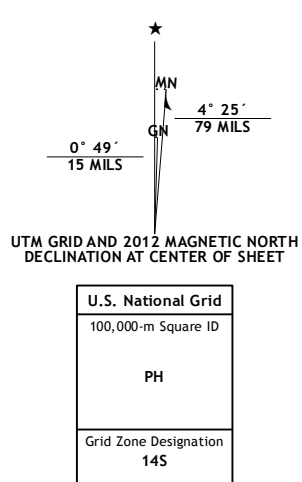 MN
4° 25´
79 MILS
GN
0° 49´
15 MILS
UTM GRID AND 2012 MAGNETIC NORTH
DECLINATION AT CENTER OF SHEET
U.S. National Grid
100,000-m Square ID
PH
Grid Zone Designation
14S